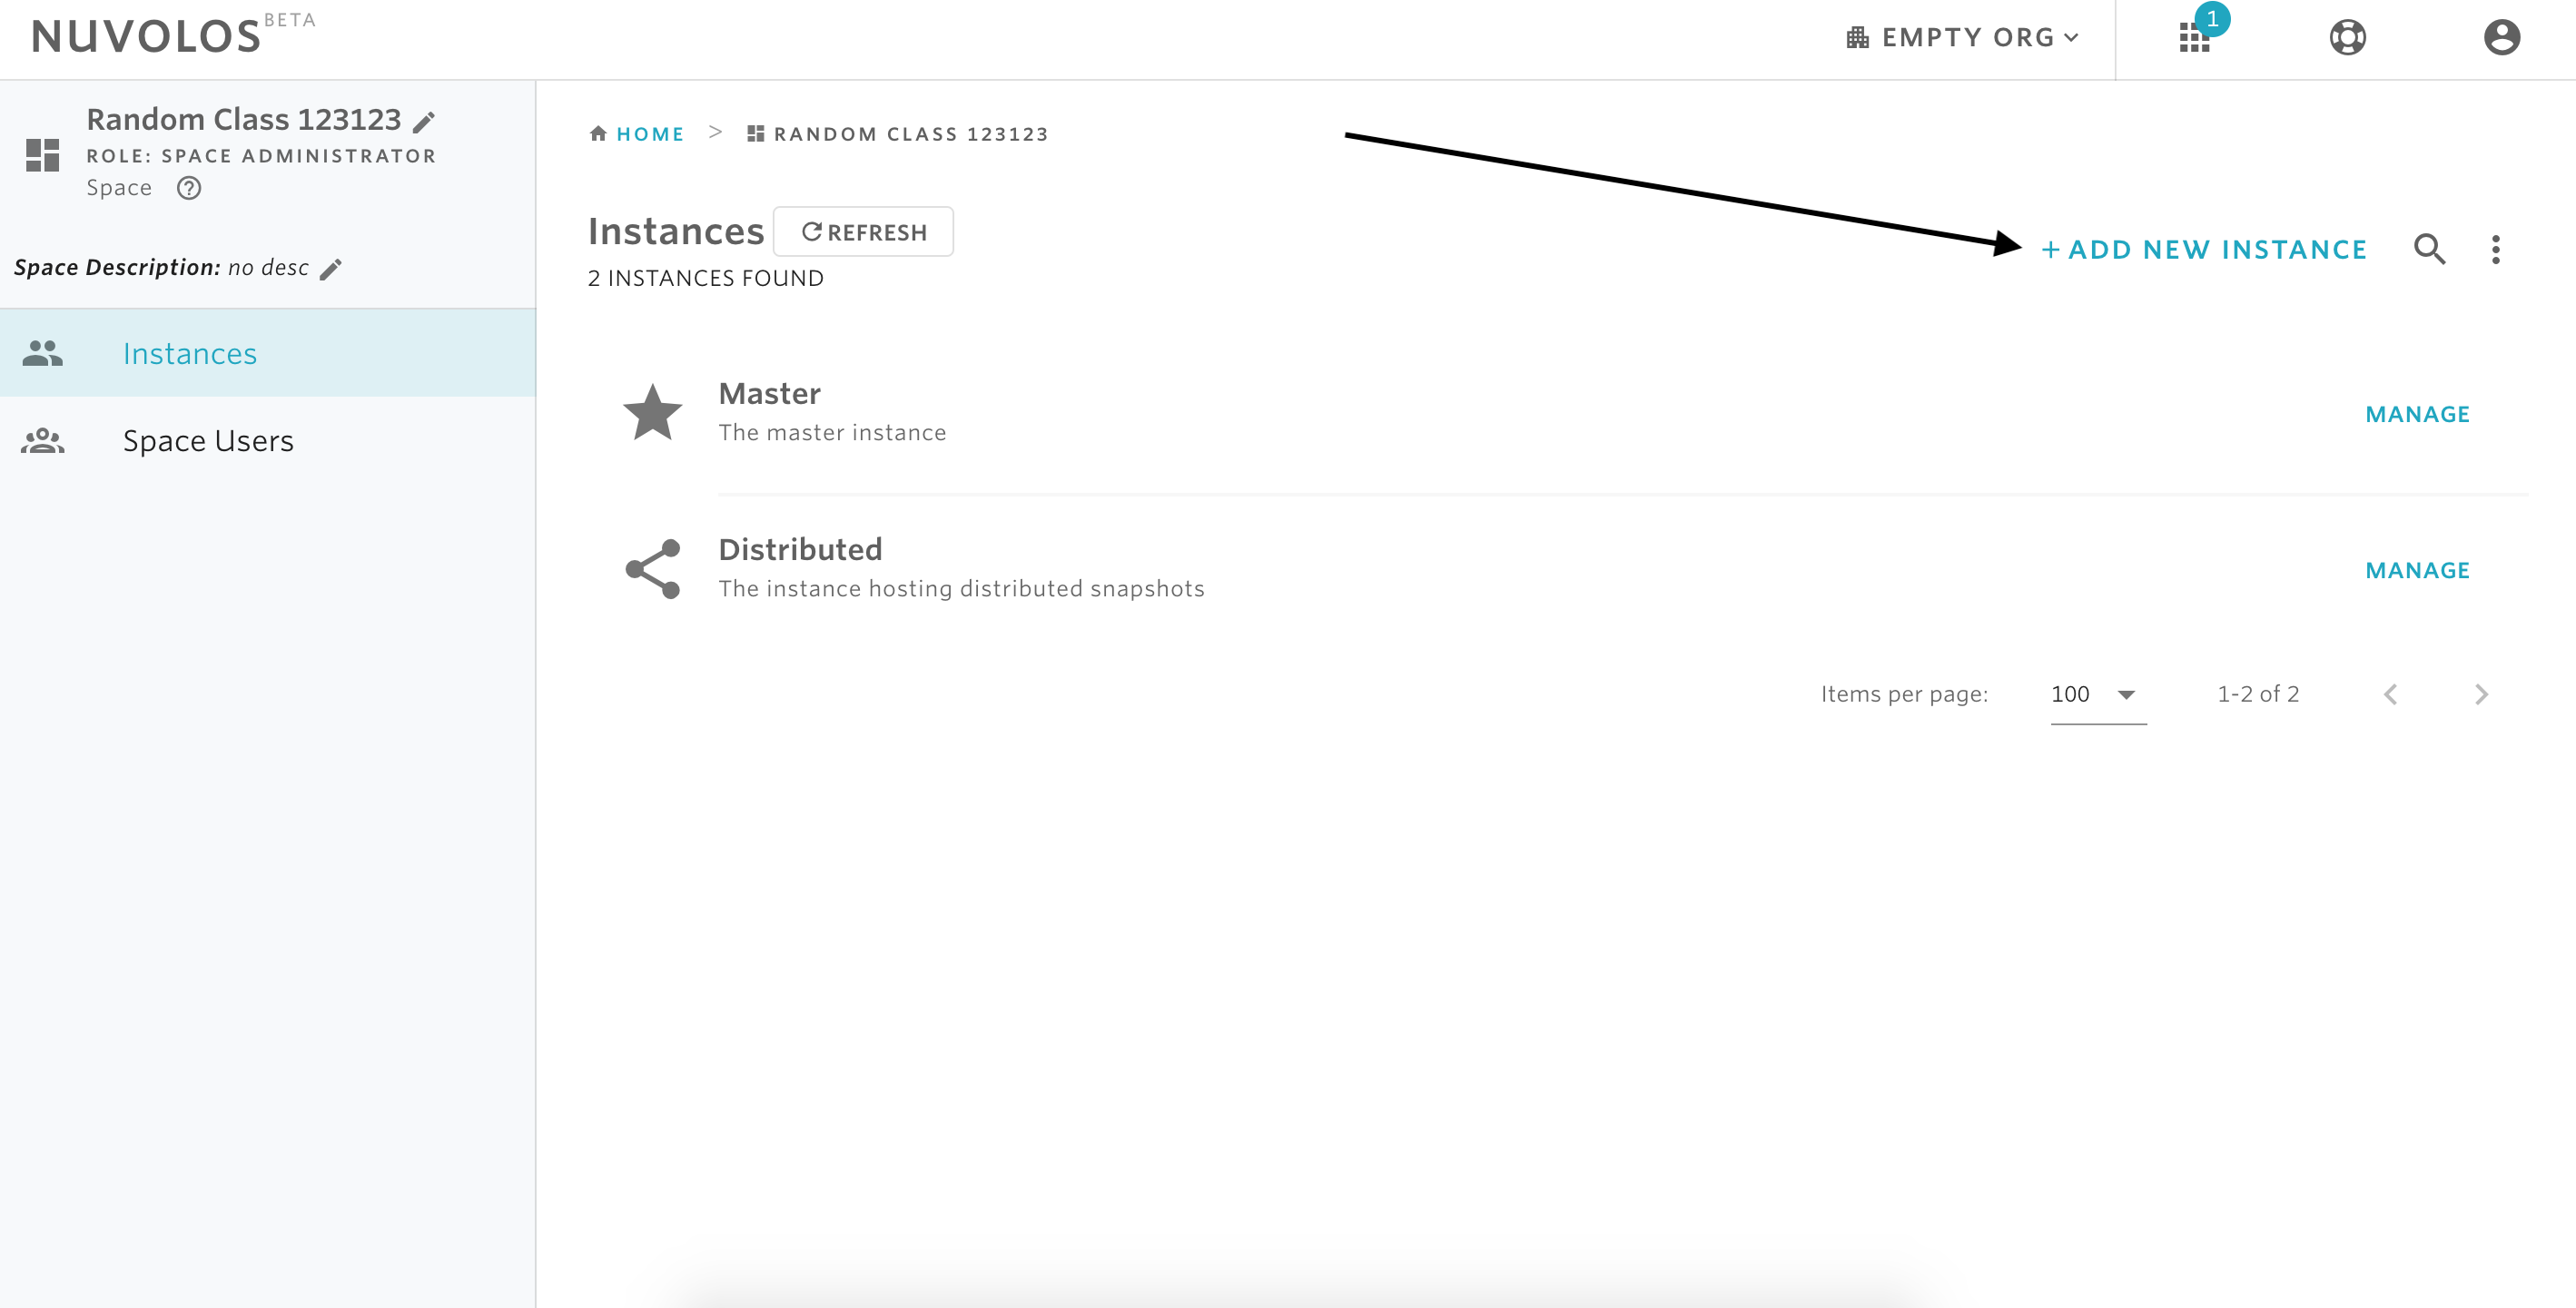 NUVOLOS BETA
EMPTY ORG
1
Random Class 123123
ROLE: SPACE ADMINISTRATOR
Space
Space Description: no desc
Instances
Space Users
HOME > RANDOM CLASS 123123
Instances REFRESH
2 INSTANCES FOUND
+ ADD NEW INSTANCE
Master
The master instance
MANAGE
Distributed
The instance hosting distributed snapshots
MANAGE
Items per page: 100 1-2 of 2